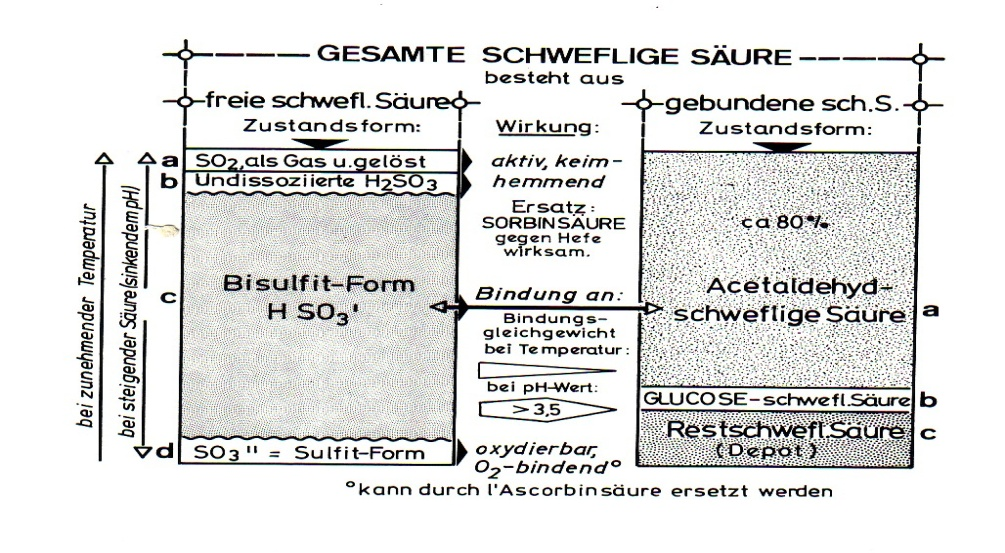 GESAMTE SCHWEFLIGE SÄURE
besteht aus
freie schwefl.Säure
gebundene sch.S.
Zustandsform:
Wirkung:
Zustandsform:
a SO₂,als Gas u.gelöst
b Undissoziierte H₂SO₃
c
Bisulfit-Form
H SO₃'
d SO₃'' = Sulfit-Form
bei zunehmender Temperatur
bei steigender Säure(sinkendem pH)
aktiv, keim-
hemmend
Ersatz:
SORBINSÄURE
gegen Hefe
wirksam.
Bindung an:
Bindungs-
gleichgewicht
bei Temperatur:
bei pH-Wert:
>3,5
oxydierbar,
O₂-bindend°
ca 80%
Acetaldehyd-
schweflige Säure a
GLUCOSE-schwefl.Säure b
Restschwefl.Säure c
(Depot)
°kann durch l'Ascorbinsäure ersetzt werden